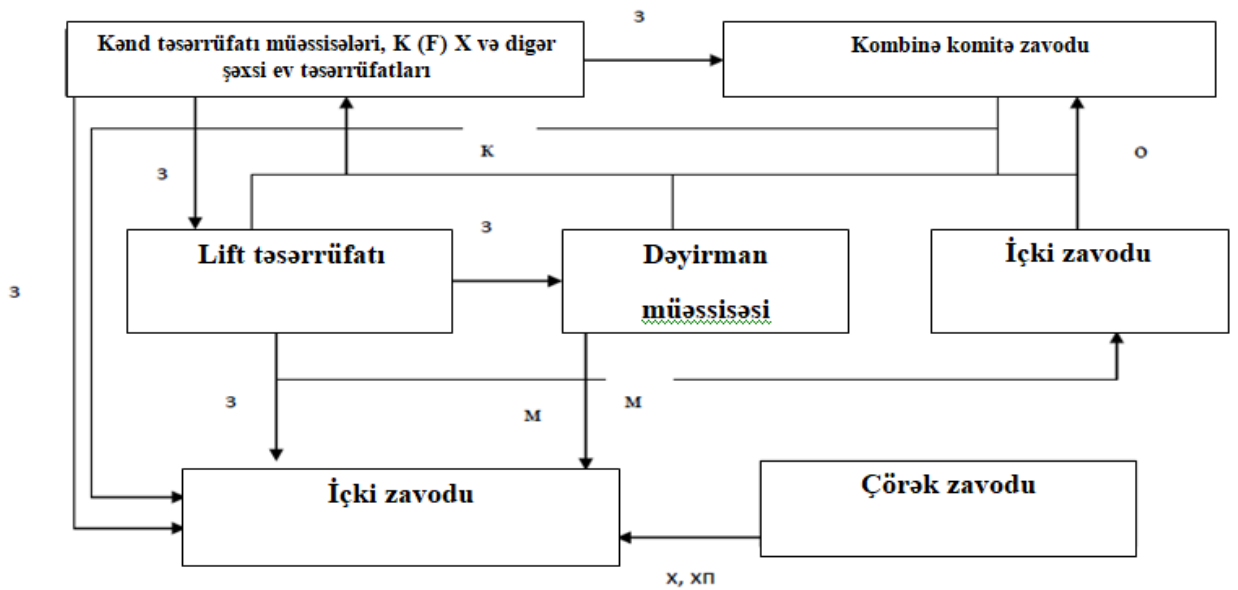 З
Kənd təsərrüfatı müəssisələri, K (F) X və digər
şəxsi ev təsərrüfatları
Kombinə komitə zavodu
К
О
З
З
Lift təsərrüfatı
Dəyirman
müəssisəsi
İçki zavodu
З
З
М
М
İçki zavodu
Çörək zavodu
Х, ХП